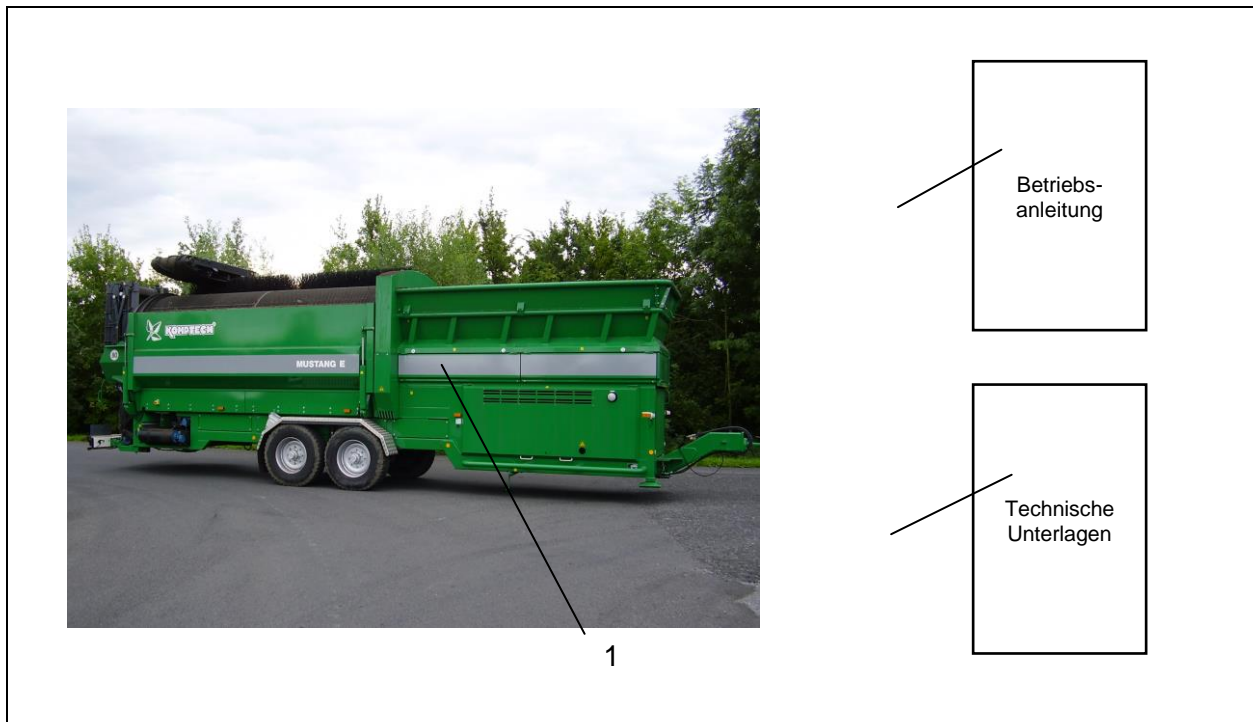 Betriebs-
anleitung
KOMPTECH
MUSTANG E
Technische
Unterlagen
1